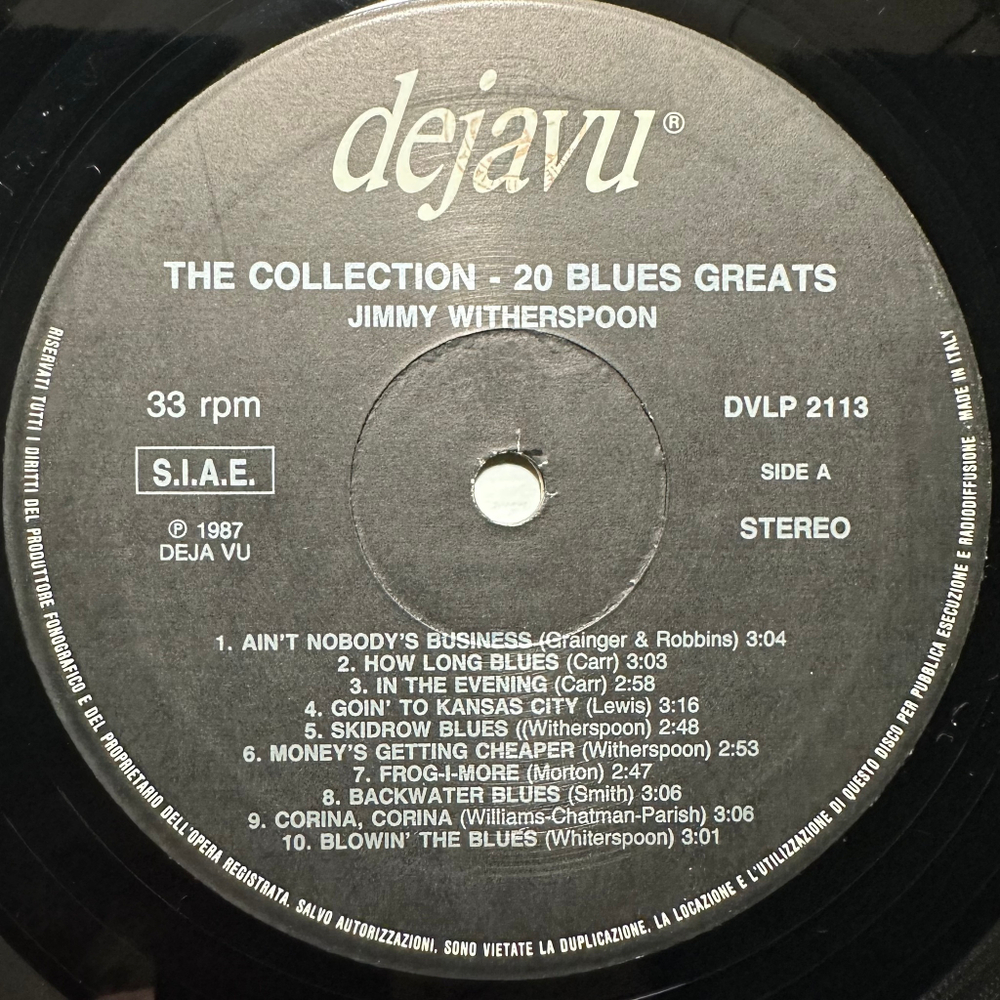 dejavu®
THE COLLECTION - 20 BLUES GREATS
JIMMY WITHERSPOON
33 rpm
DVLP 2113
S.I.A.E.
SIDE A
℗ 1987
DEJA VU
STEREO
1. AIN'T NOBODY'S BUSINESS (Grainger & Robbins) 3:04
2. HOW LONG BLUES (Carr) 3:03
3. IN THE EVENING (Carr) 2:58
4. GOIN' TO KANSAS CITY (Lewis) 3:16
5. SKIDROW BLUES ((Witherspoon) 2:48
6. MONEY'S GETTING CHEAPER (Witherspoon) 2:53
7. FROG-I-MORE (Morton) 2:47
8. BACKWATER BLUES (Smith) 3:06
9. CORINA, CORINA (Williams-Chatman-Parish) 3:06
10. BLOWIN' THE BLUES (Whiterspoon) 3:01
RISERVATI TUTTI I DIRITTI DEL PRODUTTORE FONOGRAFICO E DEL PROPRIETARIO DELL'OPERA REGISTRATA. SALVO AUTORIZZAZIONI, SONO VIETATE LA DUPLICAZIONE, LA LOCAZIONE E L'UTILIZZAZIONE DI QUESTO DISCO PER PUBBLICA ESECUZIONE E RADIODIFFUSIONE - MADE IN ITALY